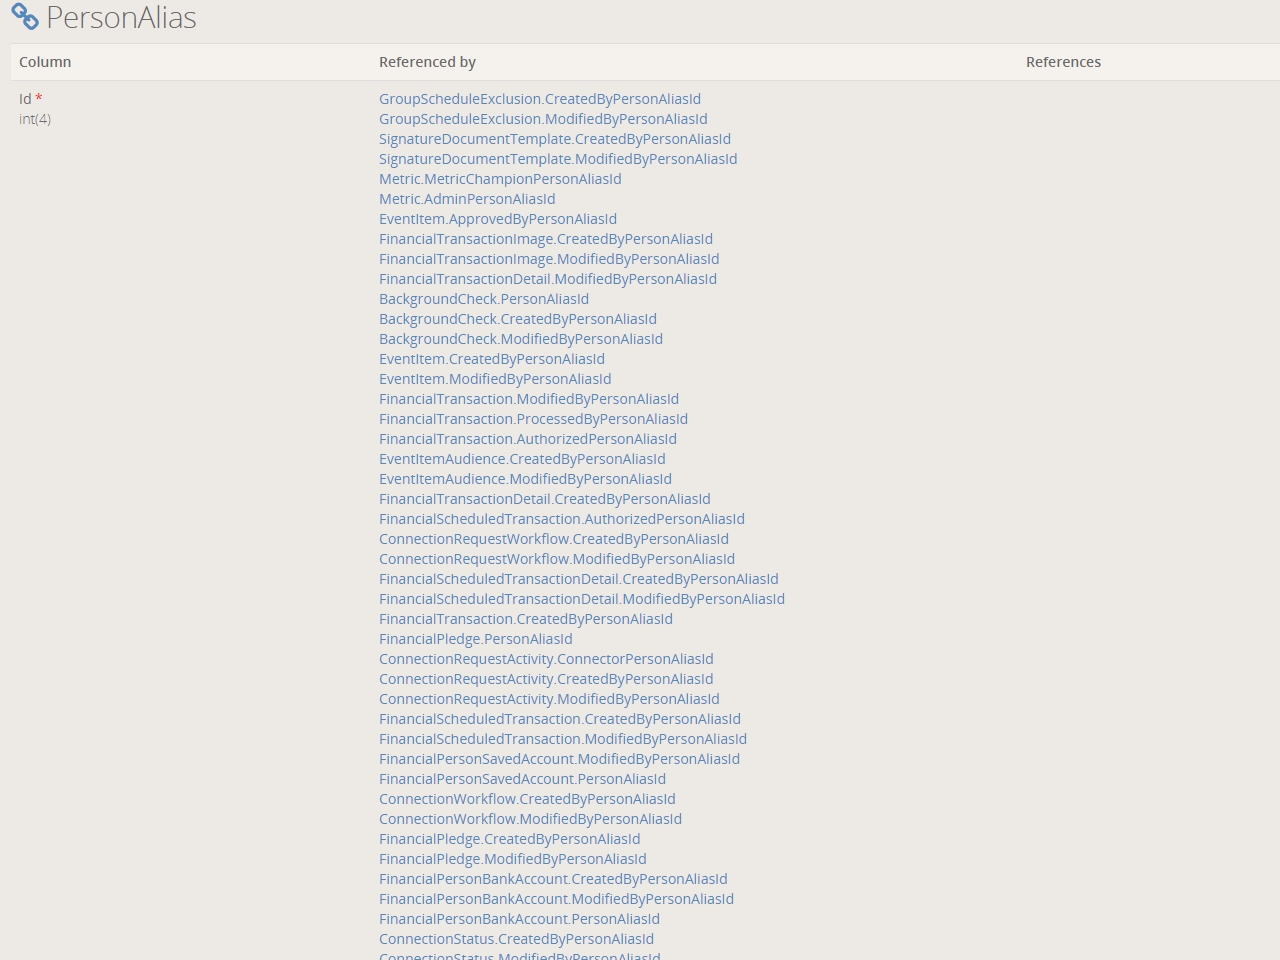 PersonAlias
Column Referenced by References
Id * GroupScheduleExclusion.CreatedByPersonAliasId
int(4) GroupScheduleExclusion.ModifiedByPersonAliasId
SignatureDocumentTemplate.CreatedByPersonAliasId
SignatureDocumentTemplate.ModifiedByPersonAliasId
Metric.MetricChampionPersonAliasId
Metric.AdminPersonAliasId
EventItem.ApprovedByPersonAliasId
FinancialTransactionImage.CreatedByPersonAliasId
FinancialTransactionImage.ModifiedByPersonAliasId
FinancialTransactionDetail.ModifiedByPersonAliasId
BackgroundCheck.PersonAliasId
BackgroundCheck.CreatedByPersonAliasId
BackgroundCheck.ModifiedByPersonAliasId
EventItem.CreatedByPersonAliasId
EventItem.ModifiedByPersonAliasId
FinancialTransaction.ModifiedByPersonAliasId
FinancialTransaction.ProcessedByPersonAliasId
FinancialTransaction.AuthorizedPersonAliasId
EventItemAudience.CreatedByPersonAliasId
EventItemAudience.ModifiedByPersonAliasId
FinancialTransactionDetail.CreatedByPersonAliasId
FinancialScheduledTransaction.AuthorizedPersonAliasId
ConnectionRequestWorkflow.CreatedByPersonAliasId
ConnectionRequestWorkflow.ModifiedByPersonAliasId
FinancialScheduledTransactionDetail.CreatedByPersonAliasId
FinancialScheduledTransactionDetail.ModifiedByPersonAliasId
FinancialTransaction.CreatedByPersonAliasId
FinancialPledge.PersonAliasId
ConnectionRequestActivity.ConnectorPersonAliasId
ConnectionRequestActivity.CreatedByPersonAliasId
ConnectionRequestActivity.ModifiedByPersonAliasId
FinancialScheduledTransaction.CreatedByPersonAliasId
FinancialScheduledTransaction.ModifiedByPersonAliasId
FinancialPersonSavedAccount.ModifiedByPersonAliasId
FinancialPersonSavedAccount.PersonAliasId
ConnectionWorkflow.CreatedByPersonAliasId
ConnectionWorkflow.ModifiedByPersonAliasId
FinancialPledge.CreatedByPersonAliasId
FinancialPledge.ModifiedByPersonAliasId
FinancialPersonBankAccount.CreatedByPersonAliasId
FinancialPersonBankAccount.ModifiedByPersonAliasId
FinancialPersonBankAccount.PersonAliasId
ConnectionStatus.CreatedByPersonAliasId
ConnectionStatus.ModifiedByPersonAliasId